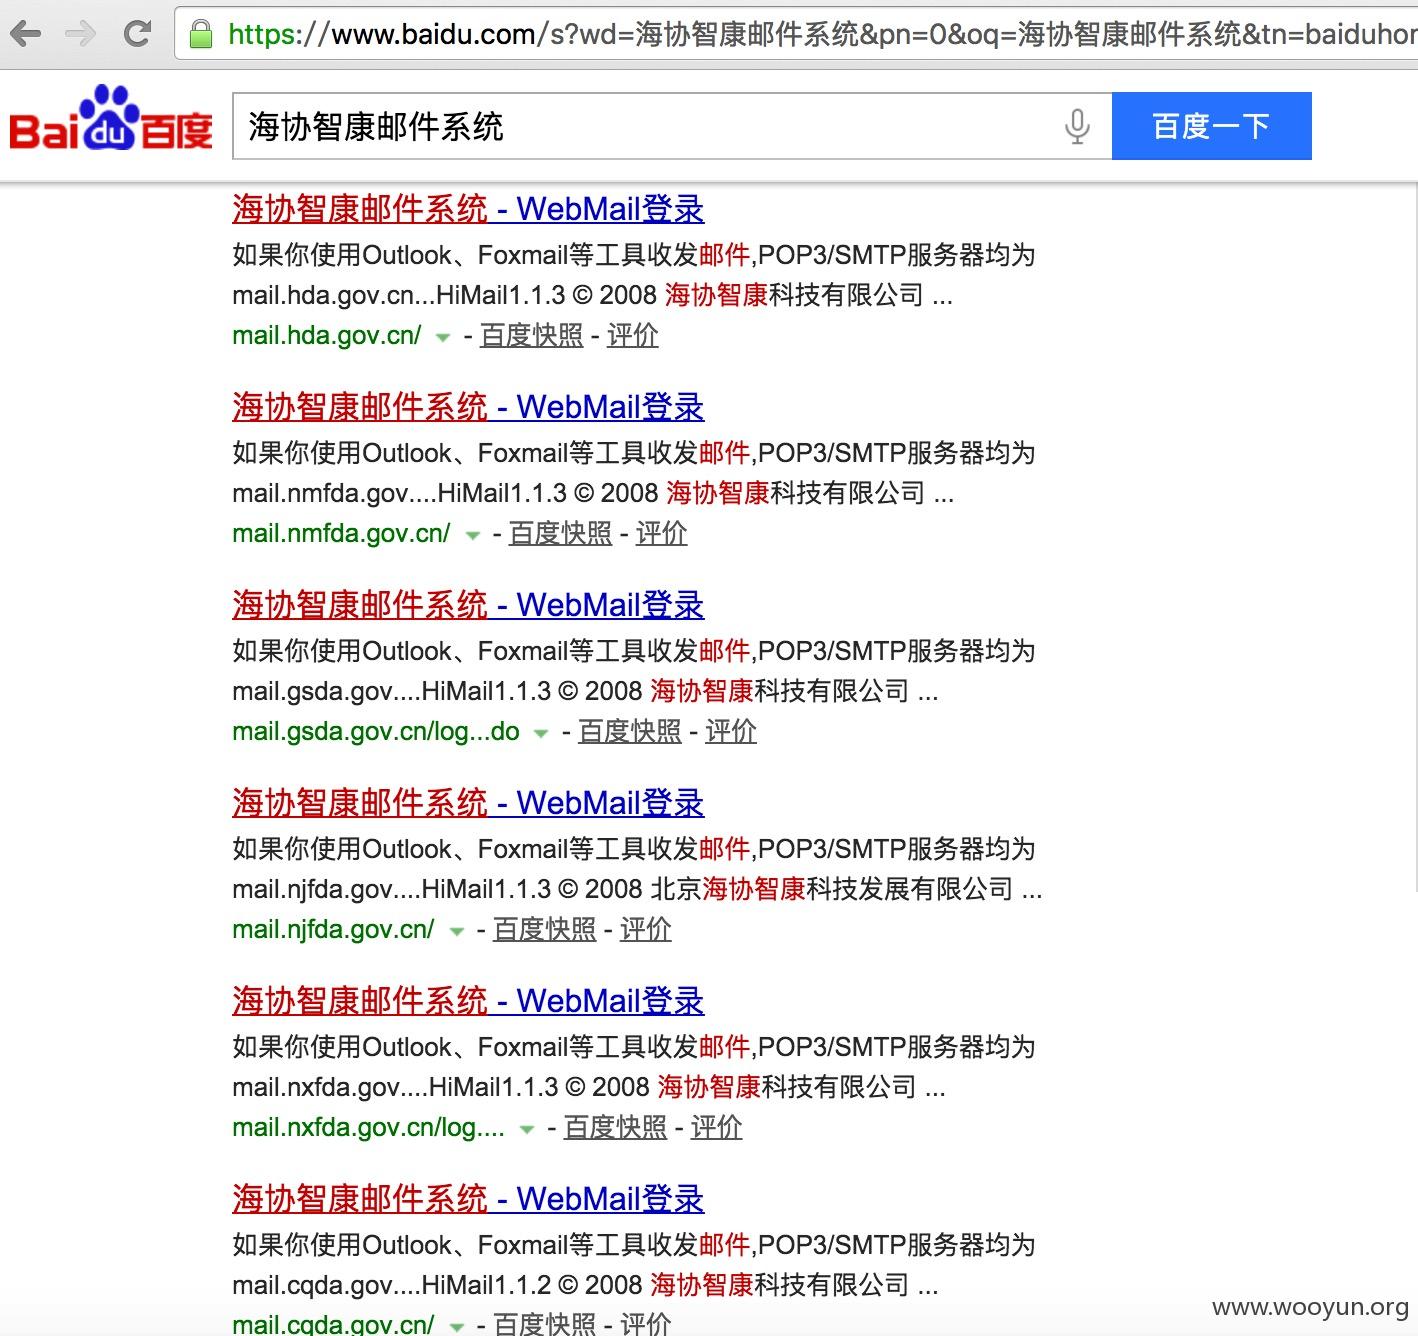 https://www.baidu.com/s?wd=海协智康邮件系统&pn=0&oq=海协智康邮件系统&tn=baiduhor
Bai du 百度 海协智康邮件系统 百度一下
海协智康邮件系统 - WebMail登录
如果你使用Outlook、Foxmail等工具收发邮件,POP3/SMTP服务器均为
mail.hda.gov.cn...HiMail1.1.3 © 2008 海协智康科技有限公司 ...
mail.hda.gov.cn/ - 百度快照 - 评价
海协智康邮件系统 - WebMail登录
如果你使用Outlook、Foxmail等工具收发邮件,POP3/SMTP服务器均为
mail.nmfda.gov....HiMail1.1.3 © 2008 海协智康科技有限公司 ...
mail.nmfda.gov.cn/ - 百度快照 - 评价
海协智康邮件系统 - WebMail登录
如果你使用Outlook、Foxmail等工具收发邮件,POP3/SMTP服务器均为
mail.gsda.gov....HiMail1.1.3 © 2008 海协智康科技有限公司 ...
mail.gsda.gov.cn/log...do - 百度快照 - 评价
海协智康邮件系统 - WebMail登录
如果你使用Outlook、Foxmail等工具收发邮件,POP3/SMTP服务器均为
mail.njfda.gov....HiMail1.1.3 © 2008 北京海协智康科技发展有限公司 ...
mail.njfda.gov.cn/ - 百度快照 - 评价
海协智康邮件系统 - WebMail登录
如果你使用Outlook、Foxmail等工具收发邮件,POP3/SMTP服务器均为
mail.nxfda.gov....HiMail1.1.3 © 2008 海协智康科技有限公司 ...
mail.nxfda.gov.cn/log.... - 百度快照 - 评价
海协智康邮件系统 - WebMail登录
如果你使用Outlook、Foxmail等工具收发邮件,POP3/SMTP服务器均为
mail.cqda.gov....HiMail1.1.2 © 2008 海协智康科技有限公司 ...
mail.cqda.gov.cn/ - 百度快照 - 评价
www.wooyun.org